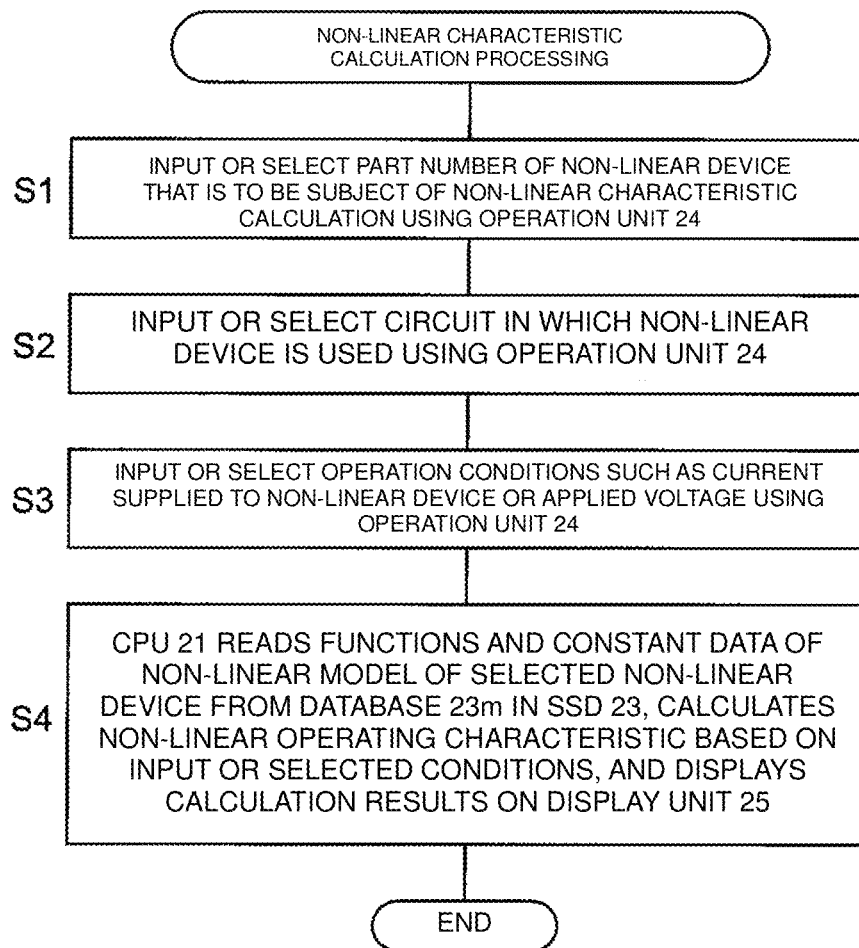 NON-LINEAR CHARACTERISTIC
CALCULATION PROCESSING
S1
INPUT OR SELECT PART NUMBER OF NON-LINEAR DEVICE
THAT IS TO BE SUBJECT OF NON-LINEAR CHARACTERISTIC
CALCULATION USING OPERATION UNIT 24
S2
INPUT OR SELECT CIRCUIT IN WHICH NON-LINEAR
DEVICE IS USED USING OPERATION UNIT 24
S3
INPUT OR SELECT OPERATION CONDITIONS SUCH AS CURRENT
SUPPLIED TO NON-LINEAR DEVICE OR APPLIED VOLTAGE USING
OPERATION UNIT 24
S4
CPU 21 READS FUNCTIONS AND CONSTANT DATA OF
NON-LINEAR MODEL OF SELECTED NON-LINEAR
DEVICE FROM DATABASE 23m IN SSD 23, CALCULATES
NON-LINEAR OPERATING CHARACTERISTIC BASED ON
INPUT OR SELECTED CONDITIONS, AND DISPLAYS
CALCULATION RESULTS ON DISPLAY UNIT 25
END